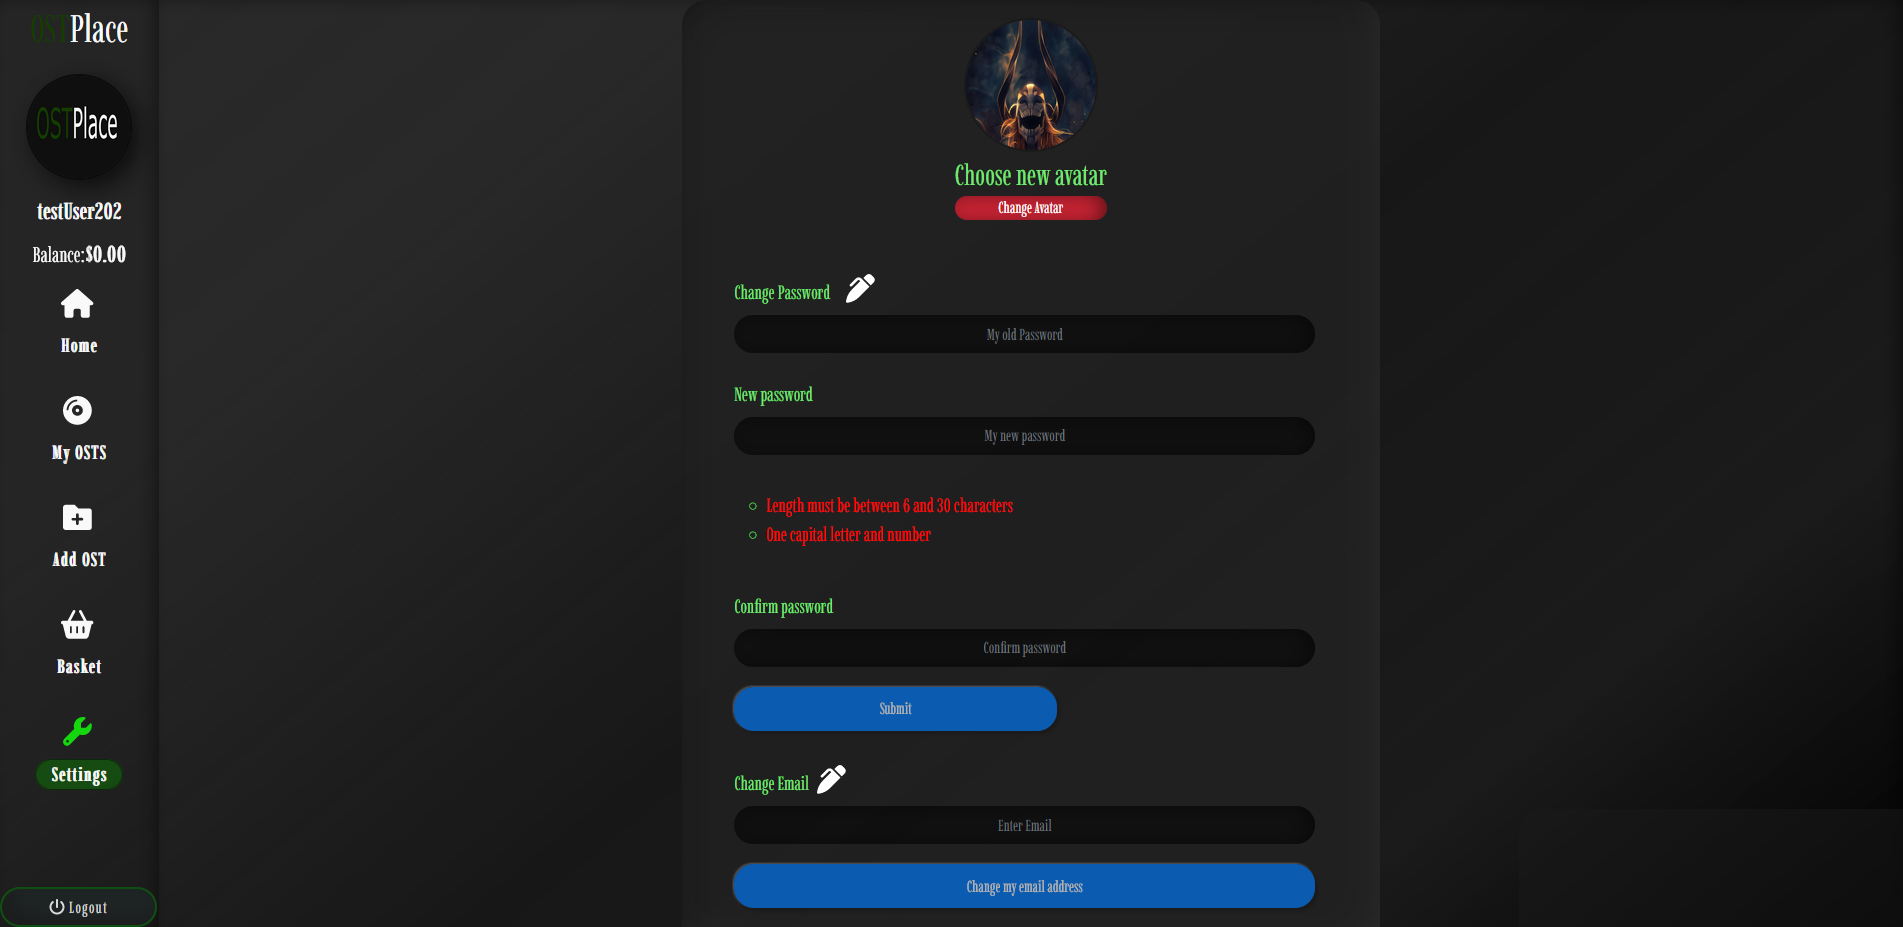 OSTPlace
OSTPlace
testUser202
Balance:$0.00
Home
My OSTS
Add OST
Basket
Settings
Logout
Choose new avatar
Change Avatar
Change Password
My old Password
New password
My new password
Length must be between 6 and 30 characters
One capital letter and number
Confirm password
Confirm password
Submit
Change Email
Enter Email
Change my email address